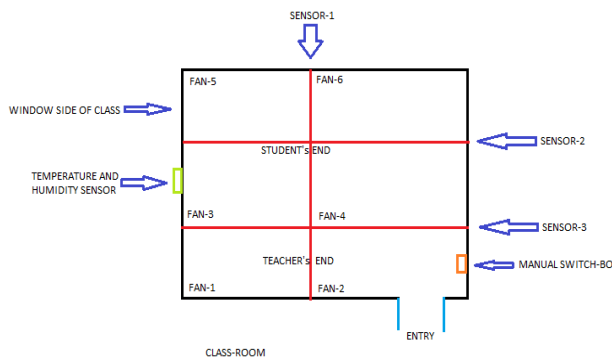 SENSOR-1
FAN-5
FAN-6
WINDOW SIDE OF CLASS
STUDENT's END
SENSOR-2
TEMPERATURE AND
HUMIDITY SENSOR
FAN-3
FAN-4
SENSOR-3
TEACHER's END
MANUAL SWITCH-BO
FAN-1
FAN-2
ENTRY
CLASS-ROOM